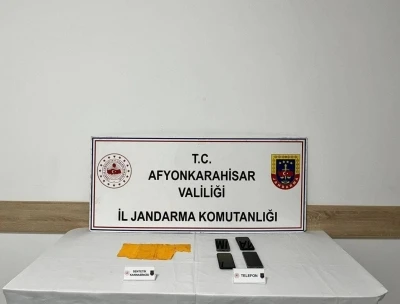 T.C.
AFYONKARAHİSAR
VALİLİĞİ
İL JANDARMA KOMUTANLIĞI
TELEFON